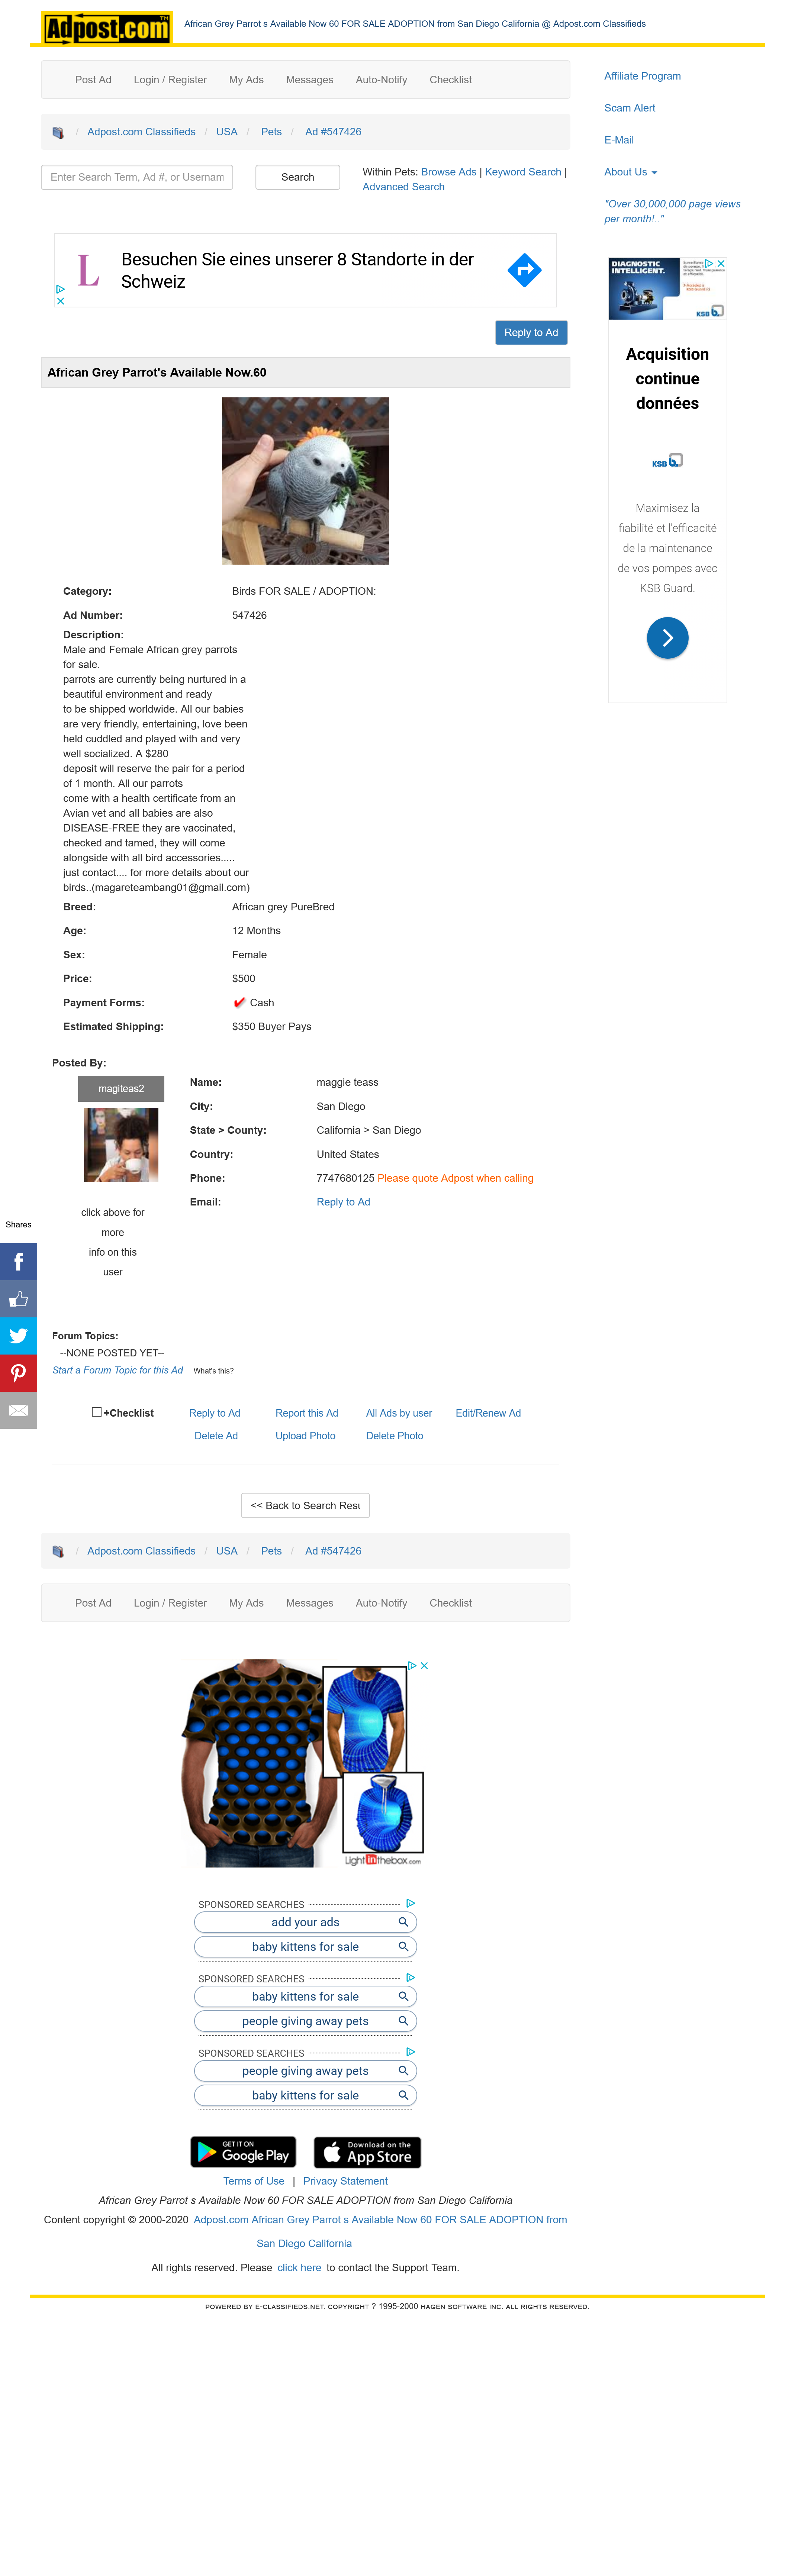 Adpost.com TM
African Grey Parrot s Available Now 60 FOR SALE ADOPTION from San Diego California @ Adpost.com Classifieds
Post Ad Login / Register My Ads Messages Auto-Notify Checklist
/ Adpost.com Classifieds / USA / Pets / Ad #547426
Enter Search Term, Ad #, or Usernam
Search
Within Pets: Browse Ads | Keyword Search |
Advanced Search
Affiliate Program
Scam Alert
E-Mail
About Us
"Over 30,000,000 page views
per month!.."
L
Besuchen Sie eines unserer 8 Standorte in der
Schweiz
Reply to Ad
DIAGNOSTIC
INTELLIGENT.
KSB
Acquisition
continue
données
KSB
Maximisez la
fiabilité et l'efficacité
de la maintenance
de vos pompes avec
KSB Guard.
African Grey Parrot's Available Now.60
Category: Birds FOR SALE / ADOPTION:
Ad Number: 547426
Description:
Male and Female African grey parrots
for sale.
parrots are currently being nurtured in a
beautiful environment and ready
to be shipped worldwide. All our babies
are very friendly, entertaining, love been
held cuddled and played with and very
well socialized. A $280
deposit will reserve the pair for a period
of 1 month. All our parrots
come with a health certificate from an
Avian vet and all babies are also
DISEASE-FREE they are vaccinated,
checked and tamed, they will come
alongside with all bird accessories.....
just contact.... for more details about our
birds..(magareteambang01@gmail.com)
Breed: African grey PureBred
Age: 12 Months
Sex: Female
Price: $500
Payment Forms: Cash
Estimated Shipping: $350 Buyer Pays
Posted By:
magiteas2
click above for
more
info on this
user
Name: maggie teass
City: San Diego
State > County: California > San Diego
Country: United States
Phone: 7747680125 Please quote Adpost when calling
Email: Reply to Ad
Shares
Forum Topics:
--NONE POSTED YET--
Start a Forum Topic for this Ad What's this?
+Checklist Reply to Ad Report this Ad All Ads by user Edit/Renew Ad
Delete Ad Upload Photo Delete Photo
<< Back to Search Resu
/ Adpost.com Classifieds / USA / Pets / Ad #547426
Post Ad Login / Register My Ads Messages Auto-Notify Checklist
LightInthebox.com
SPONSORED SEARCHES
add your ads
baby kittens for sale
SPONSORED SEARCHES
baby kittens for sale
people giving away pets
SPONSORED SEARCHES
people giving away pets
baby kittens for sale
GET IT ON
Google Play
Download on the
App Store
Terms of Use | Privacy Statement
African Grey Parrot s Available Now 60 FOR SALE ADOPTION from San Diego California
Content copyright © 2000-2020 Adpost.com African Grey Parrot s Available Now 60 FOR SALE ADOPTION from
San Diego California
All rights reserved. Please click here to contact the Support Team.
POWERED BY E-CLASSIFIEDS.NET. COPYRIGHT ? 1995-2000 HAGEN SOFTWARE INC. ALL RIGHTS RESERVED.